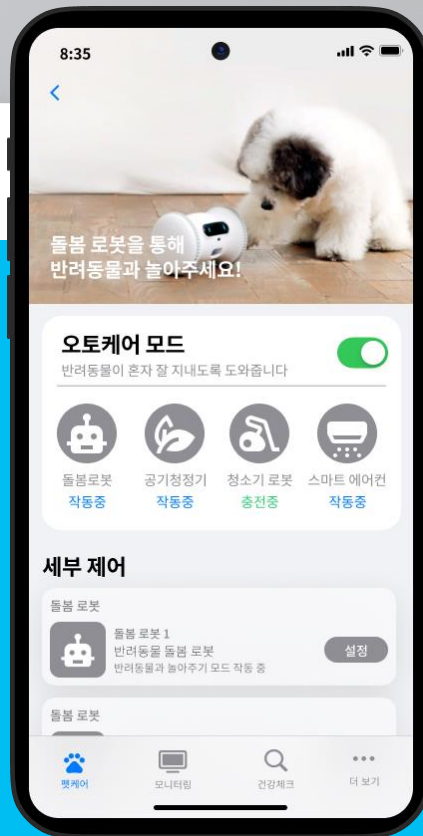 8:35
돌봄 로봇을 통해
반려동물과 놀아주세요!
오토케어 모드
반려동물이 혼자 잘 지내도록 도와줍니다
돌봄로봇 공기청정기 청소기 로봇 스마트 에어컨
작동중 작동중 충전중 작동중
세부 제어
돌봄 로봇
돌봄 로봇 1
반려동물 돌봄 로봇
반려동물과 놀아주기 모드 작동 중
설정
돌봄 로봇
펫케어 모니터링 건강체크 더 보기